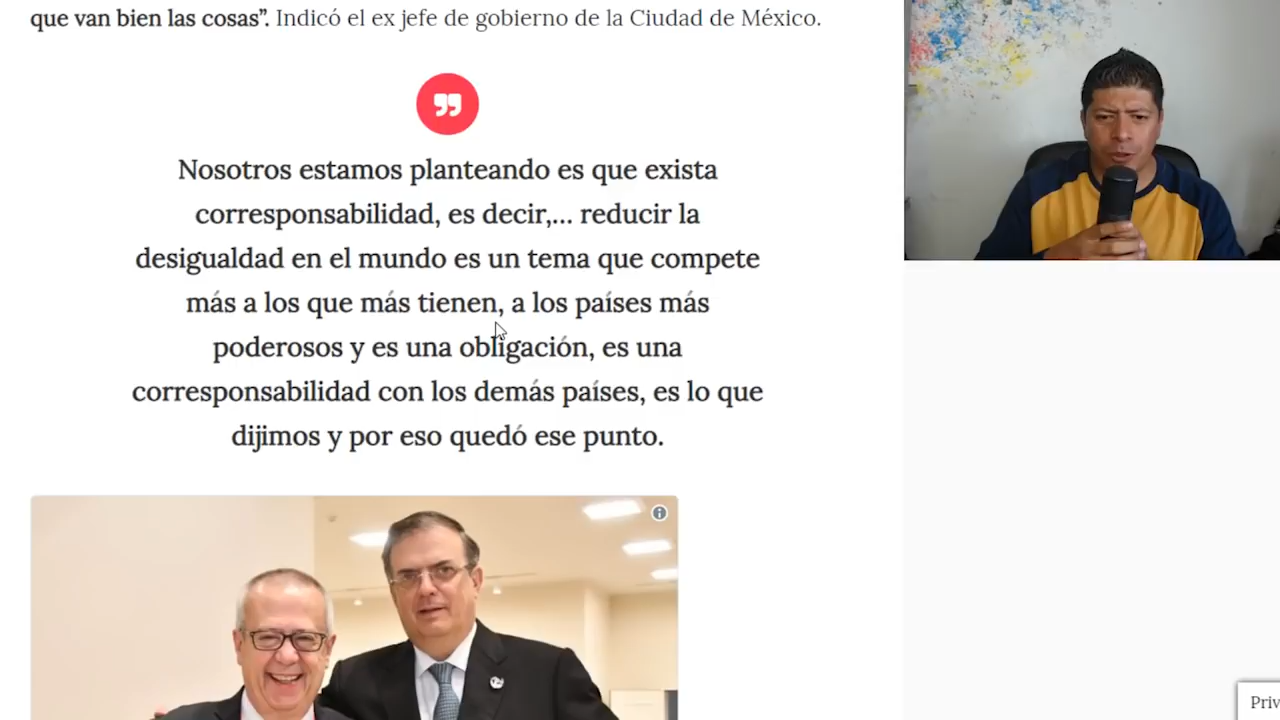 que van bien las cosas”. Indicó el ex jefe de gobierno de la Ciudad de México.
Nosotros estamos planteando es que exista
corresponsabilidad, es decir,… reducir la
desigualdad en el mundo es un tema que compete
más a los que más tienen, a los países más
poderosos y es una obligación, es una
corresponsabilidad con los demás países, es lo que
dijimos y por eso quedó ese punto.
Priv